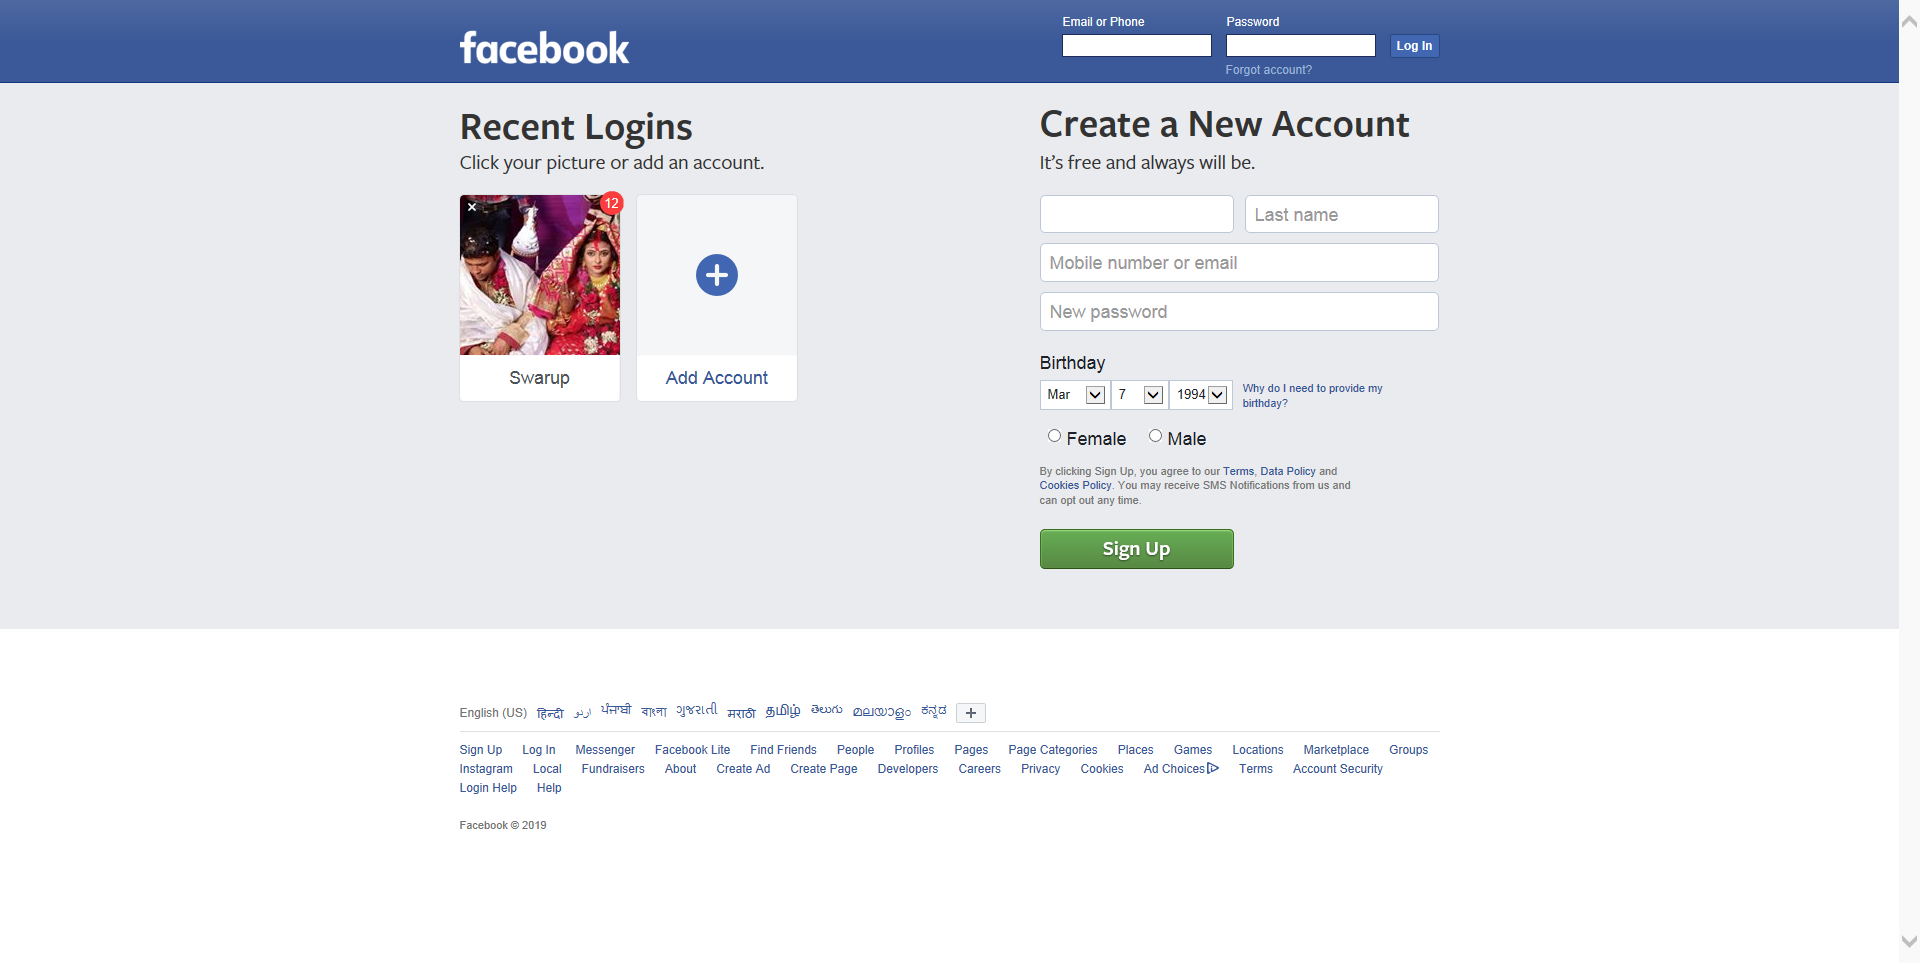 facebook
Email or Phone
Password
Log In
Forgot account?
Recent Logins
Click your picture or add an account.
12
Swarup
Add Account
Create a New Account
It's free and always will be.
Last name
Mobile number or email
New password
Birthday
Mar 7 1994
Why do I need to provide my
birthday?
Female Male
By clicking Sign Up, you agree to our Terms, Data Policy and
Cookies Policy. You may receive SMS Notifications from us and
can opt out any time.
Sign Up
English (US) हिन्दी اردو ਪੰਜਾਬੀ বাংলা ગુજરાતી मराठी தமிழ் తెలుగు മലയാളം ಕನ್ನಡ
Sign Up Log In Messenger Facebook Lite Find Friends People Profiles Pages Page Categories Places Games Locations Marketplace Groups
Instagram Local Fundraisers About Create Ad Create Page Developers Careers Privacy Cookies Ad Choices Terms Account Security
Login Help Help
Facebook © 2019